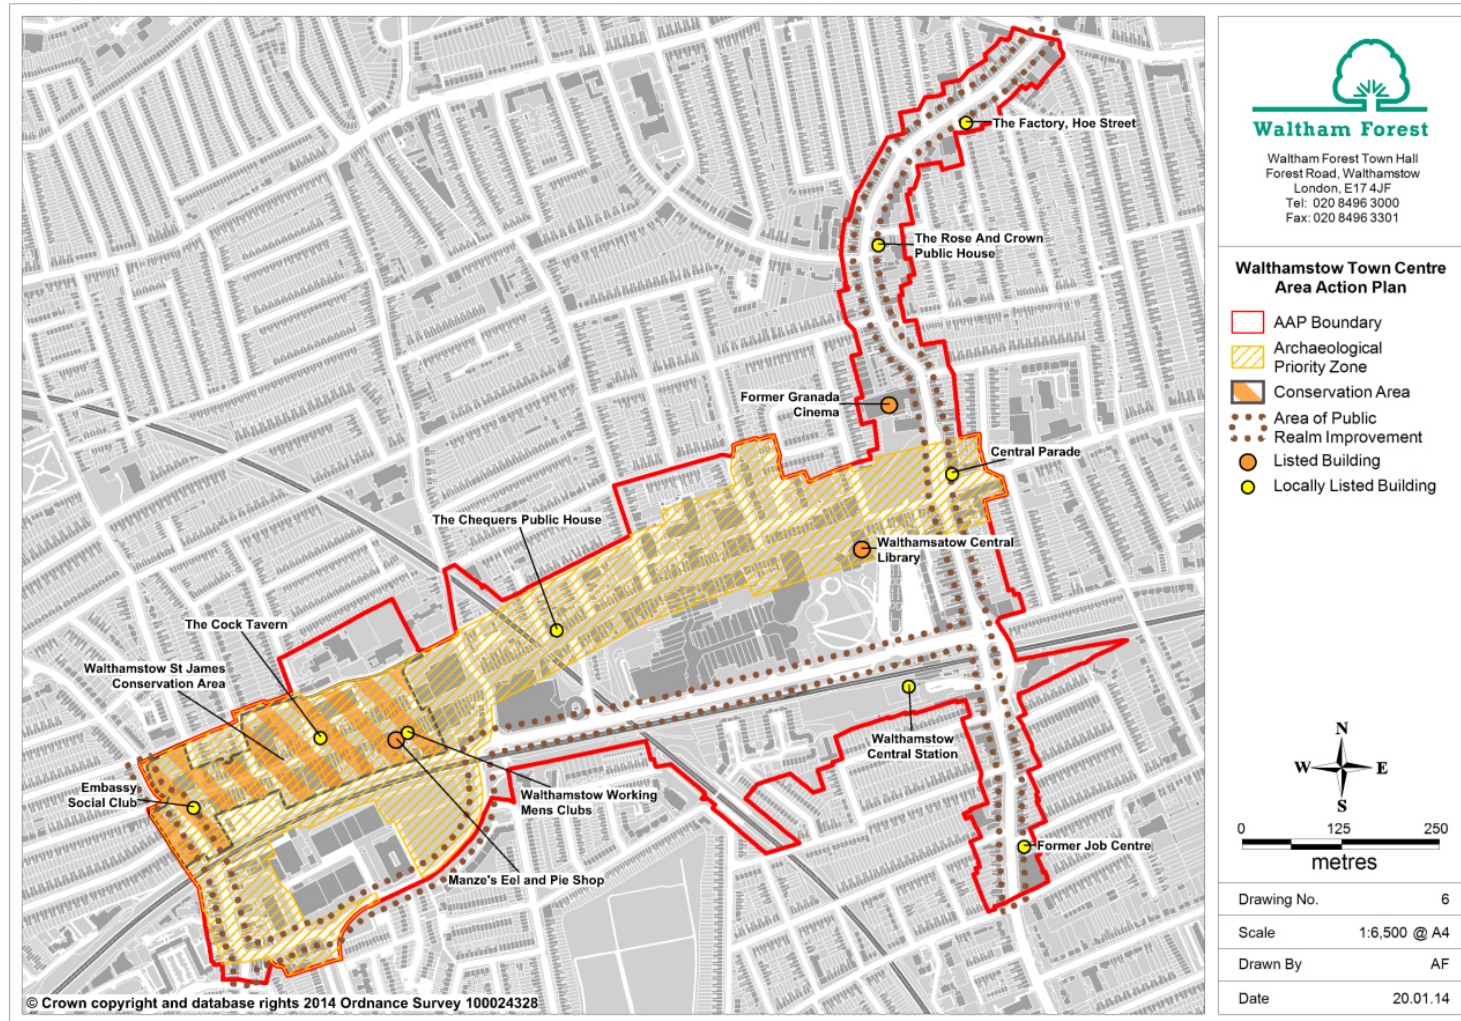 The Factory, Hoe Street
The Rose And Crown
Public House
Former Granada
Cinema
Central Parade
The Chequers Public House
Walthamsatow Central
Library
The Cock Tavern
Walthamstow St James
Conservation Area
Walthamstow
Central Station
Embassy
Social Club
Walthamstow Working
Mens Clubs
Former Job Centre
Manze's Eel and Pie Shop
© Crown copyright and database rights 2014 Ordnance Survey 100024328
Waltham Forest
Waltham Forest Town Hall
Forest Road, Walthamstow
London, E17 4JF
Tel: 020 8496 3000
Fax: 020 8496 3301
Walthamstow Town Centre
Area Action Plan
AAP Boundary
Archaeological
Priority Zone
Conservation Area
Area of Public
Realm Improvement
Listed Building
Locally Listed Building
N
W E
S
0 125 250
metres
Drawing No. 6
Scale 1:6,500 @ A4
Drawn By AF
Date 20.01.14